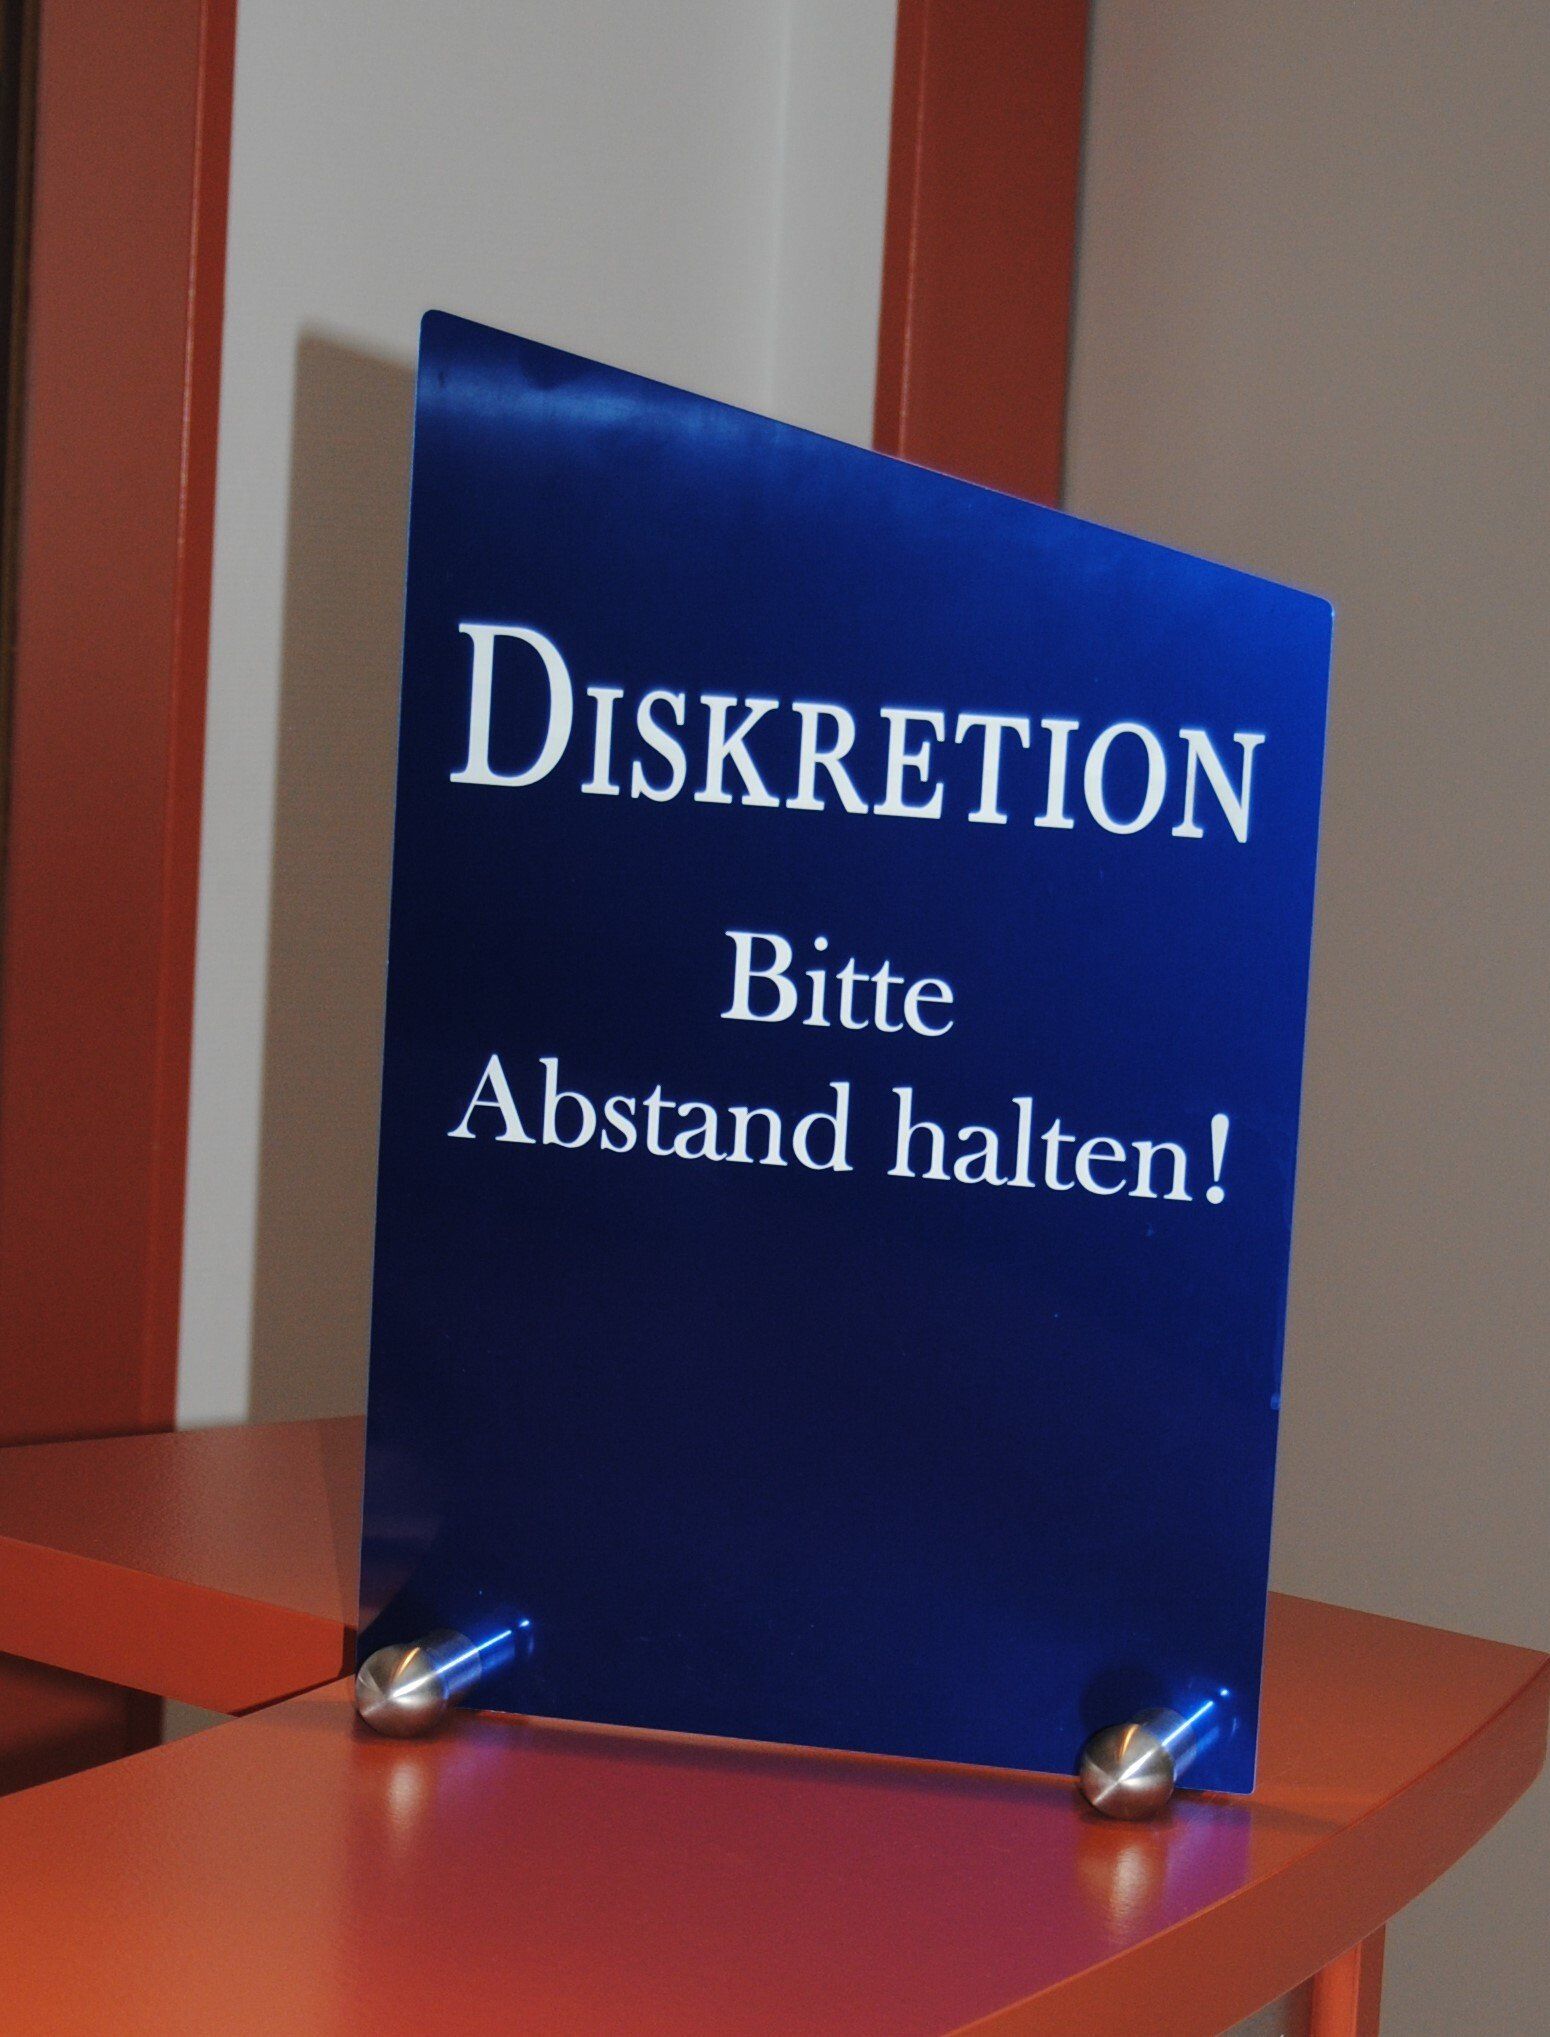 DISKRETION
Bitte
Abstand halten!